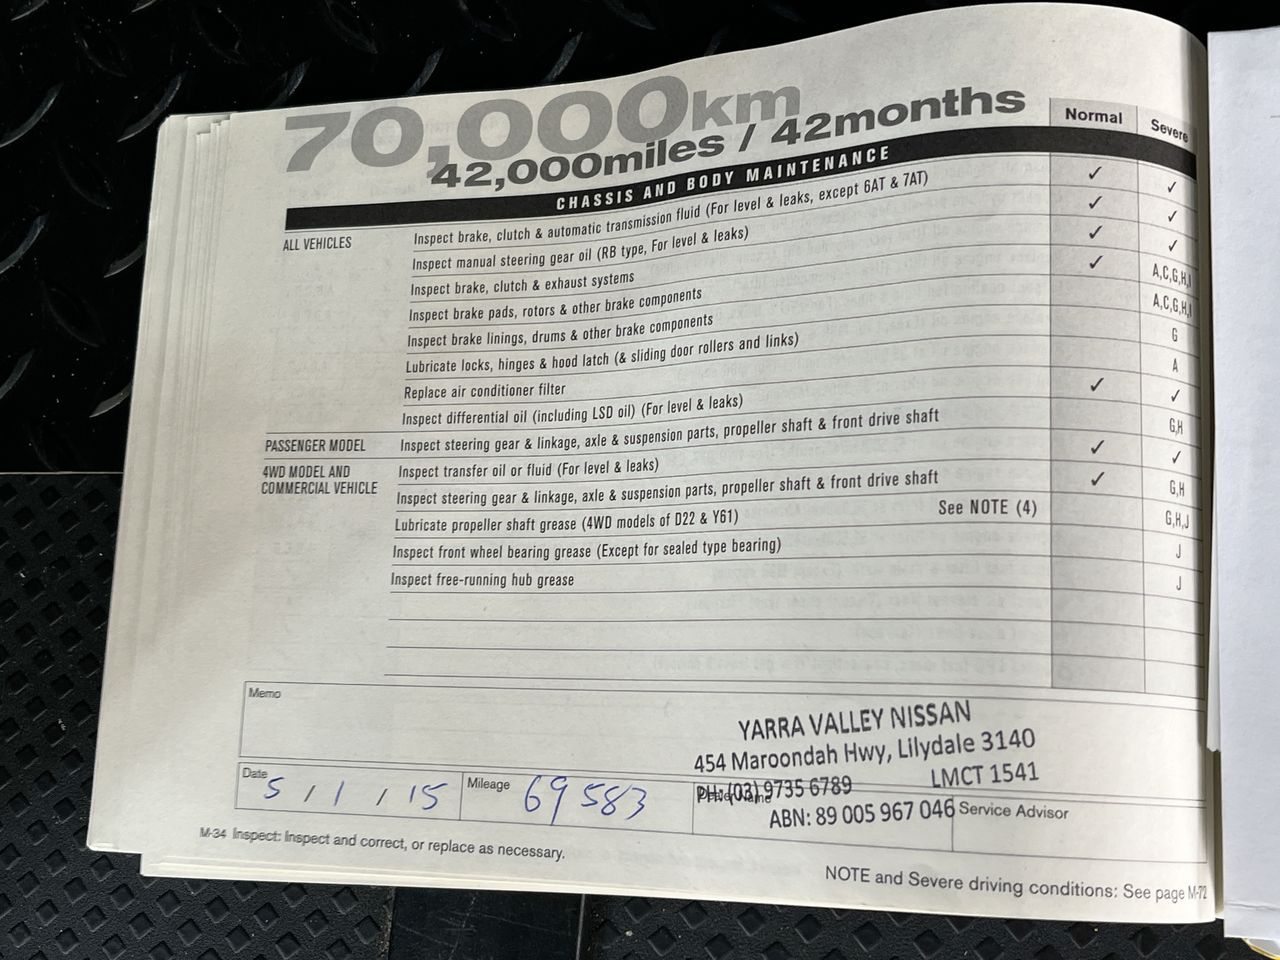 70,000km
42,000miles / 42months
Normal
Severe
CHASSIS AND BODY MAINTENANCE
ALL VEHICLES
Inspect brake, clutch & automatic transmission fluid (For level & leaks, except 6AT & 7AT) ✓ ✓
Inspect manual steering gear oil (RB type, For level & leaks) ✓ ✓
Inspect brake, clutch & exhaust systems ✓ ✓
Inspect brake pads, rotors & other brake components ✓ A,C,G,H,I
Inspect brake linings, drums & other brake components A,C,G,H,I
Lubricate locks, hinges & hood latch (& sliding door rollers and links) G
Replace air conditioner filter A
Inspect differential oil (including LSD oil) (For level & leaks) ✓ ✓
PASSENGER MODEL Inspect steering gear & linkage, axle & suspension parts, propeller shaft & front drive shaft G,H
4WD MODEL AND
COMMERCIAL VEHICLE
Inspect transfer oil or fluid (For level & leaks) ✓ ✓
Inspect steering gear & linkage, axle & suspension parts, propeller shaft & front drive shaft ✓ G,H
Lubricate propeller shaft grease (4WD models of D22 & Y61) See NOTE (4) G,H,J
Inspect front wheel bearing grease (Except for sealed type bearing) J
Inspect free-running hub grease J
Memo
YARRA VALLEY NISSAN
454 Maroondah Hwy, Lilydale 3140
PH: (03) 9735 6789 LMCT 1541
ABN: 89 005 967 046
Date 5 / 1 / 15
Mileage 69583
Dealer Name
Service Advisor
M-34 Inspect: Inspect and correct, or replace as necessary.
NOTE and Severe driving conditions: See page M-72